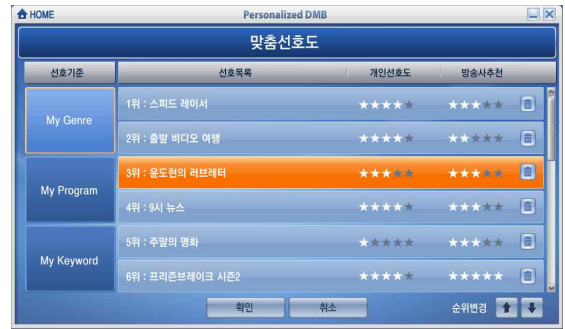 HOME Personalized DMB
맞춤선호도
선호기준 선호목록 개인선호도 방송사추천
My Genre
1위 : 스피드 레이서
2위 : 출발 비디오 여행
My Program
3위 : 윤도현의 러브레터
4위 : 9시 뉴스
My Keyword
5위 : 주말의 명화
6위 : 프리즌브레이크 시즌2
확인 취소 순위변경